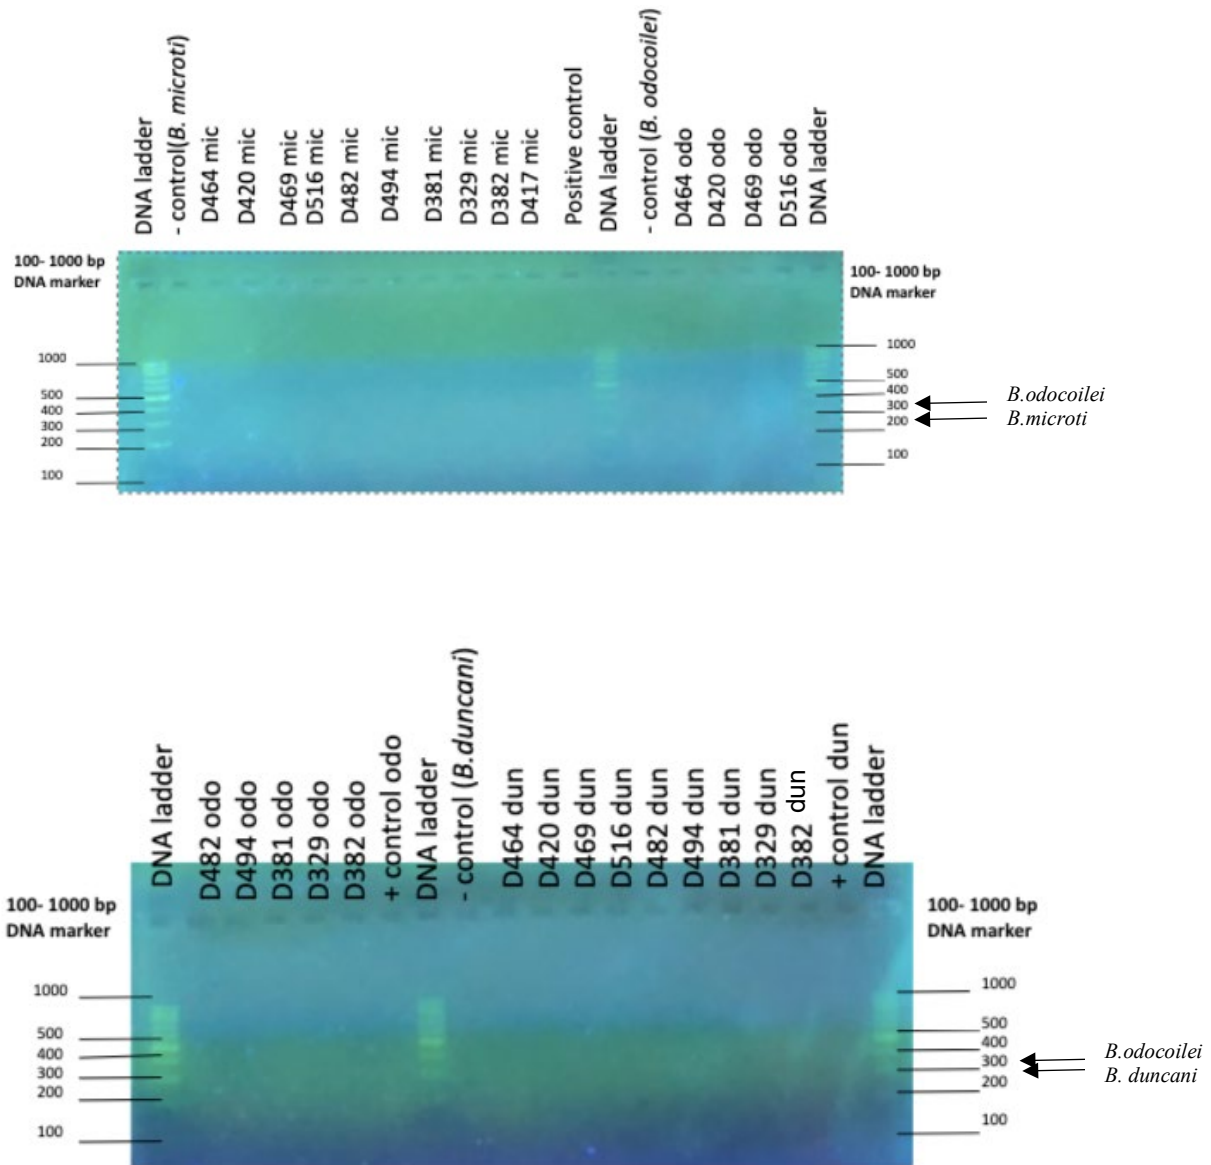 DNA ladder
- control(B. microti)
D464 mic
D420 mic
D469 mic
D516 mic
D482 mic
D494 mic
D381 mic
D329 mic
D382 mic
D417 mic
Positive control
DNA ladder
- control (B. odocoilei)
D464 odo
D420 odo
D469 odo
D516 odo
DNA ladder
100- 1000 bp
DNA marker
1000
500
400
300
200
100
100- 1000 bp
DNA marker
1000
500
400
300
200
100
B.odocoilei
B.microti
DNA ladder
D482 odo
D494 odo
D381 odo
D329 odo
D382 odo
+ control odo
DNA ladder
- control (B.duncani)
D464 dun
D420 dun
D469 dun
D516 dun
D482 dun
D494 dun
D381 dun
D329 dun
D382 dun
+ control dun
DNA ladder
100- 1000 bp
DNA marker
1000
500
400
300
200
100
100- 1000 bp
DNA marker
1000
500
400
300
200
100
B.odocoilei
B. duncani